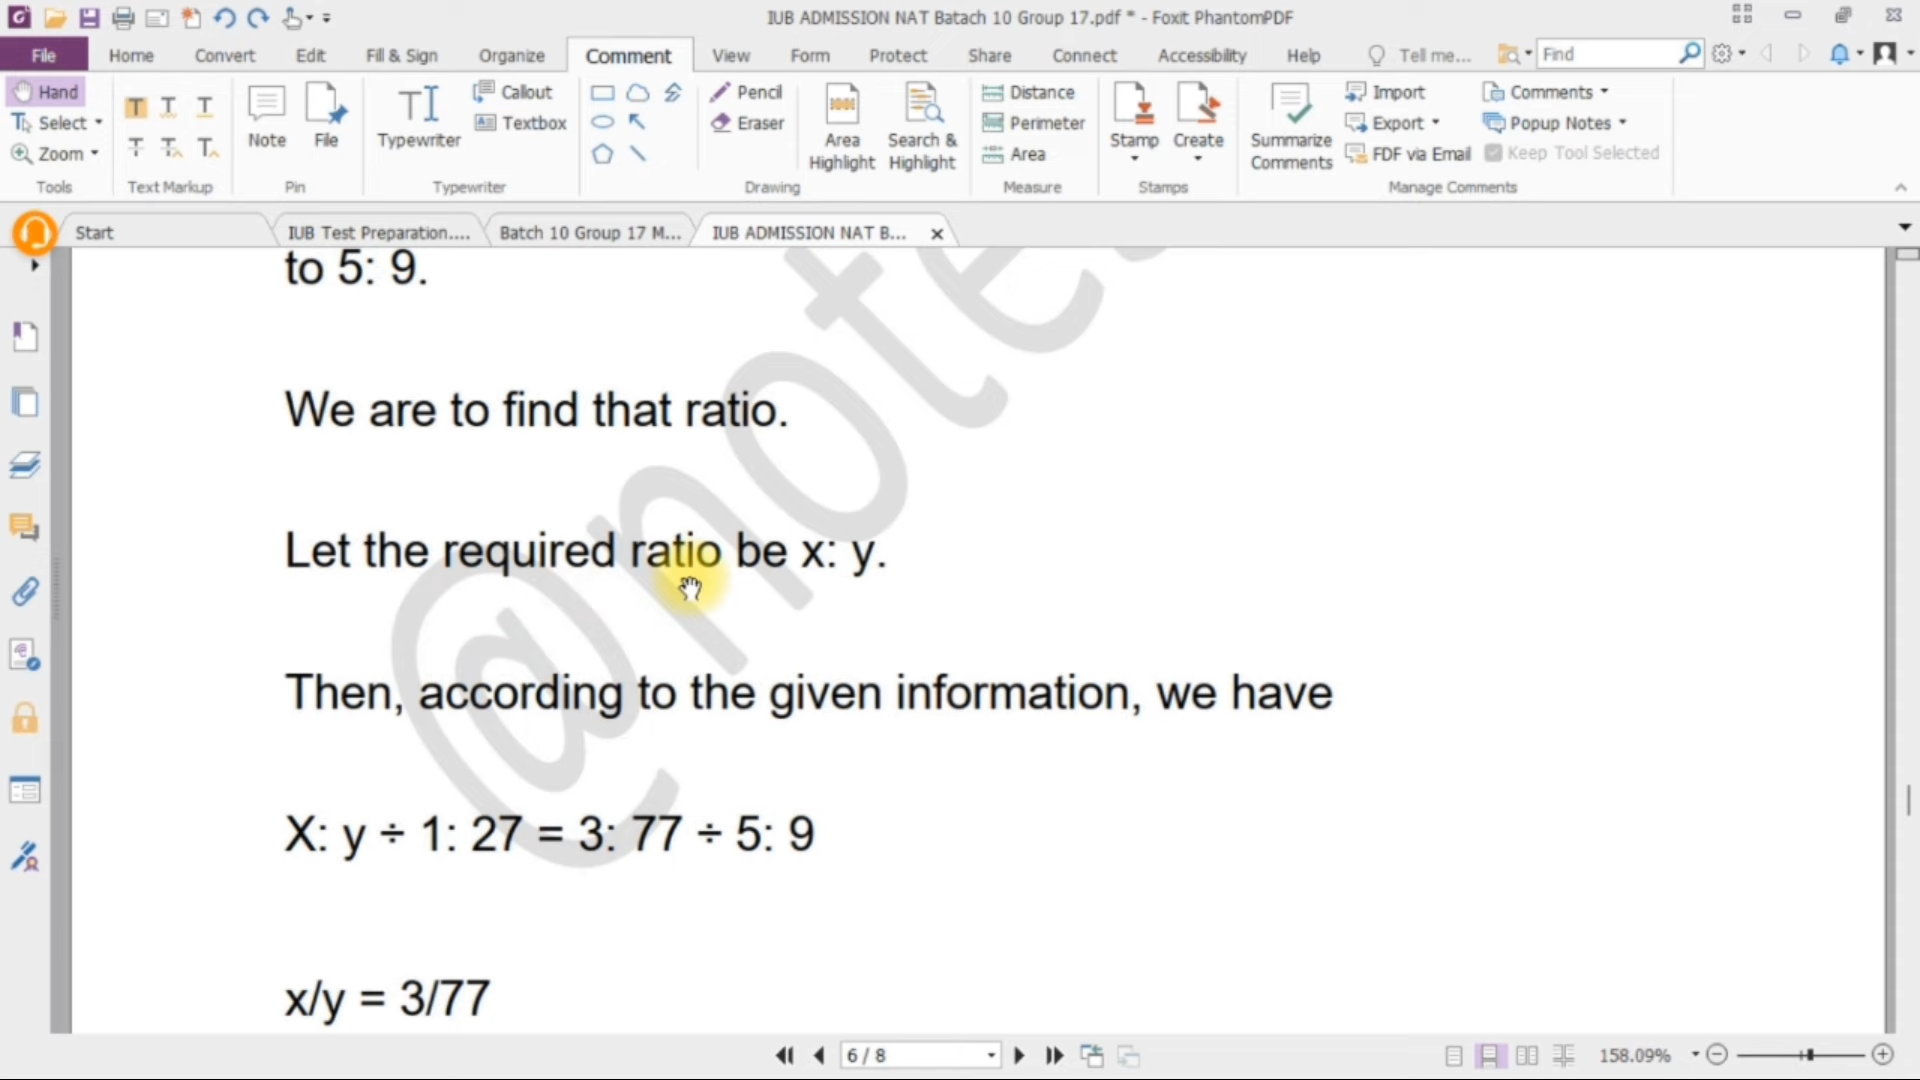 IUB ADMISSION NAT Batach 10 Group 17.pdf * - Foxit PhantomPDF
File Home Convert Edit Fill & Sign Organize Comment View Form Protect Share Connect Accessibility Help Tell me... Find
Hand
Select
Zoom
Tools
Text Markup
Note File
Pin
Typewriter
Callout
Textbox
Typewriter
Pencil
Eraser
Area Highlight
Search & Highlight
Drawing
Distance
Perimeter
Area
Measure
Stamp Create
Stamps
Summarize Comments
Import
Export
FDF via Email
Comments
Popup Notes
Keep Tool Selected
Manage Comments
Start IUB Test Preparation.... Batch 10 Group 17 M... IUB ADMISSION NAT B...
to 5: 9.
We are to find that ratio.
Let the required ratio be x: y.
Then, according to the given information, we have
X: y ÷ 1: 27 = 3: 77 ÷ 5: 9
x/y = 3/77
@note
6 / 8
158.09%